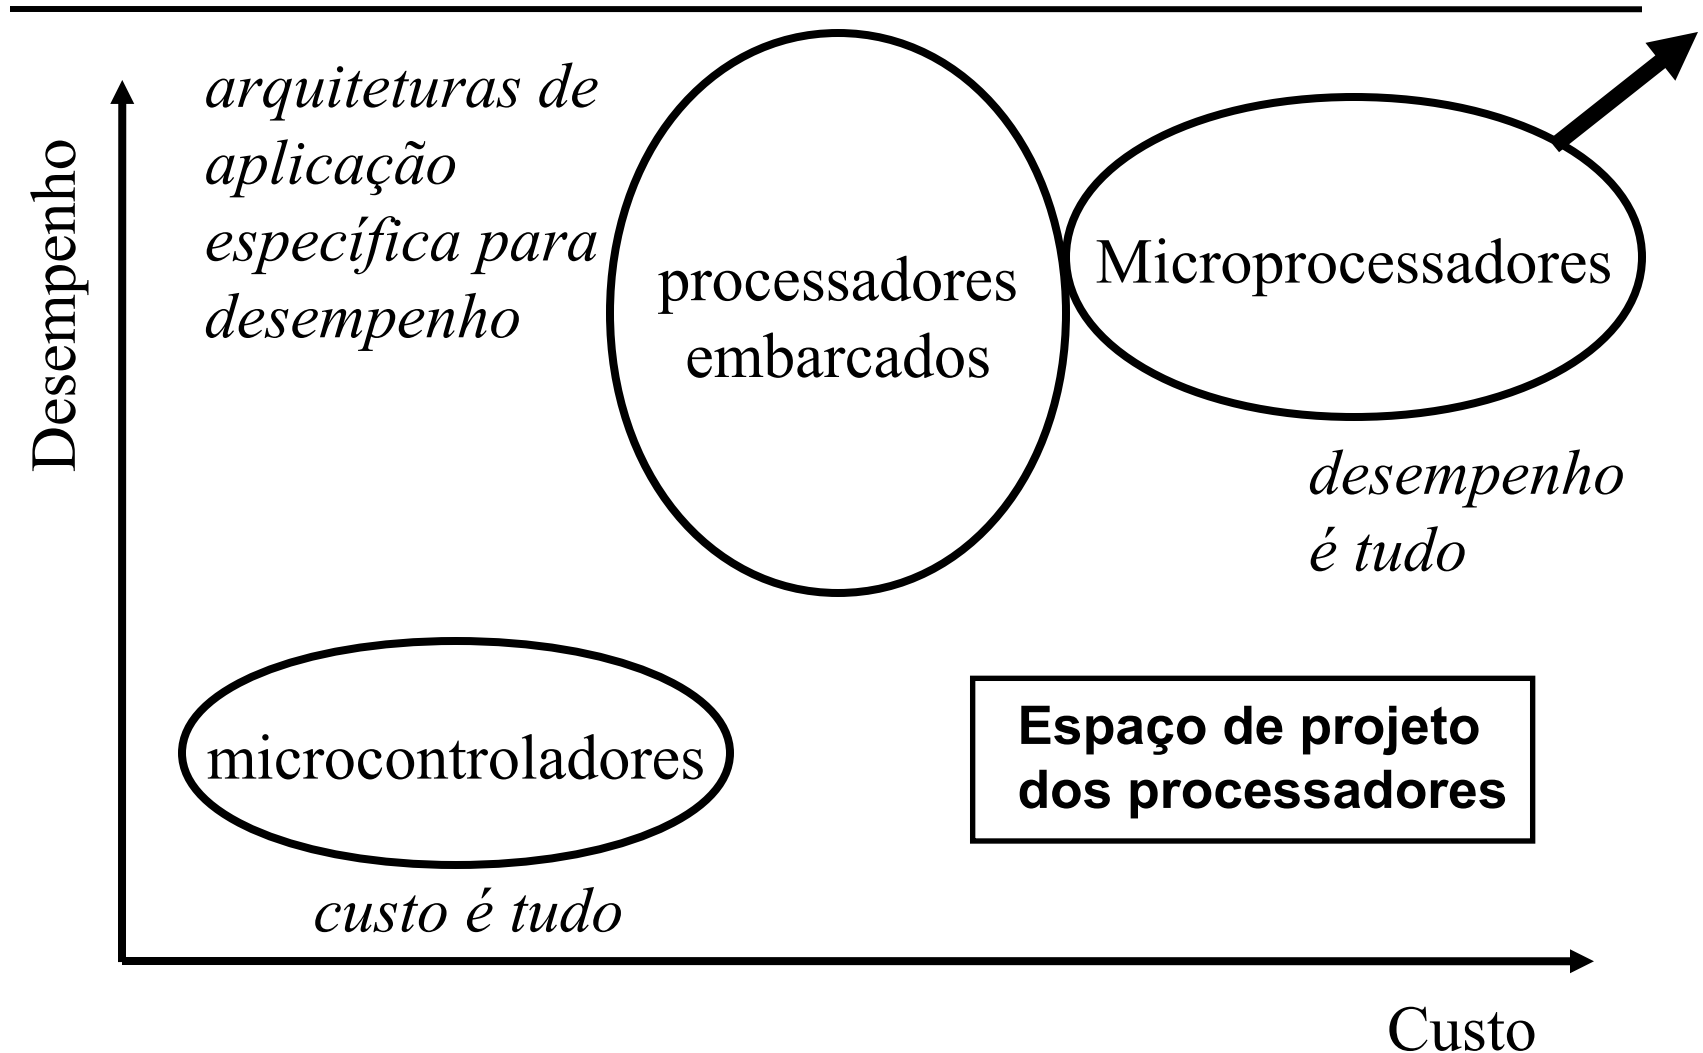 arquiteturas de
aplicação
específica para
desempenho
Desempenho
processadores
embarcados
Microprocessadores
desempenho
é tudo
microcontroladores
custo é tudo
Espaço de projeto
dos processadores
Custo